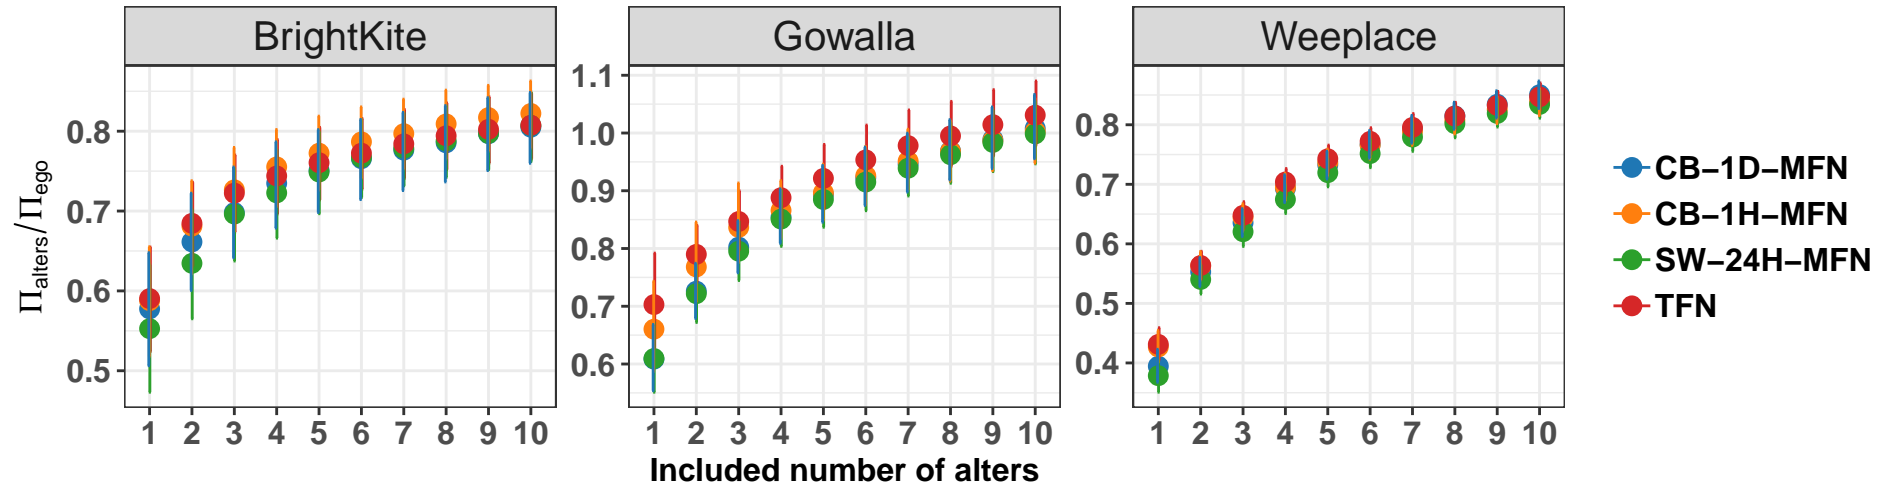 BrightKite
Gowalla
Weeplace
Πalters/Πego
0.8
0.7
0.6
0.5
1 2 3 4 5 6 7 8 9 10
1.1
1.0
0.9
0.8
0.7
0.6
1 2 3 4 5 6 7 8 9 10
0.8
0.7
0.6
0.5
0.4
1 2 3 4 5 6 7 8 9 10
Included number of alters
CB−1D−MFN
CB−1H−MFN
SW−24H−MFN
TFN